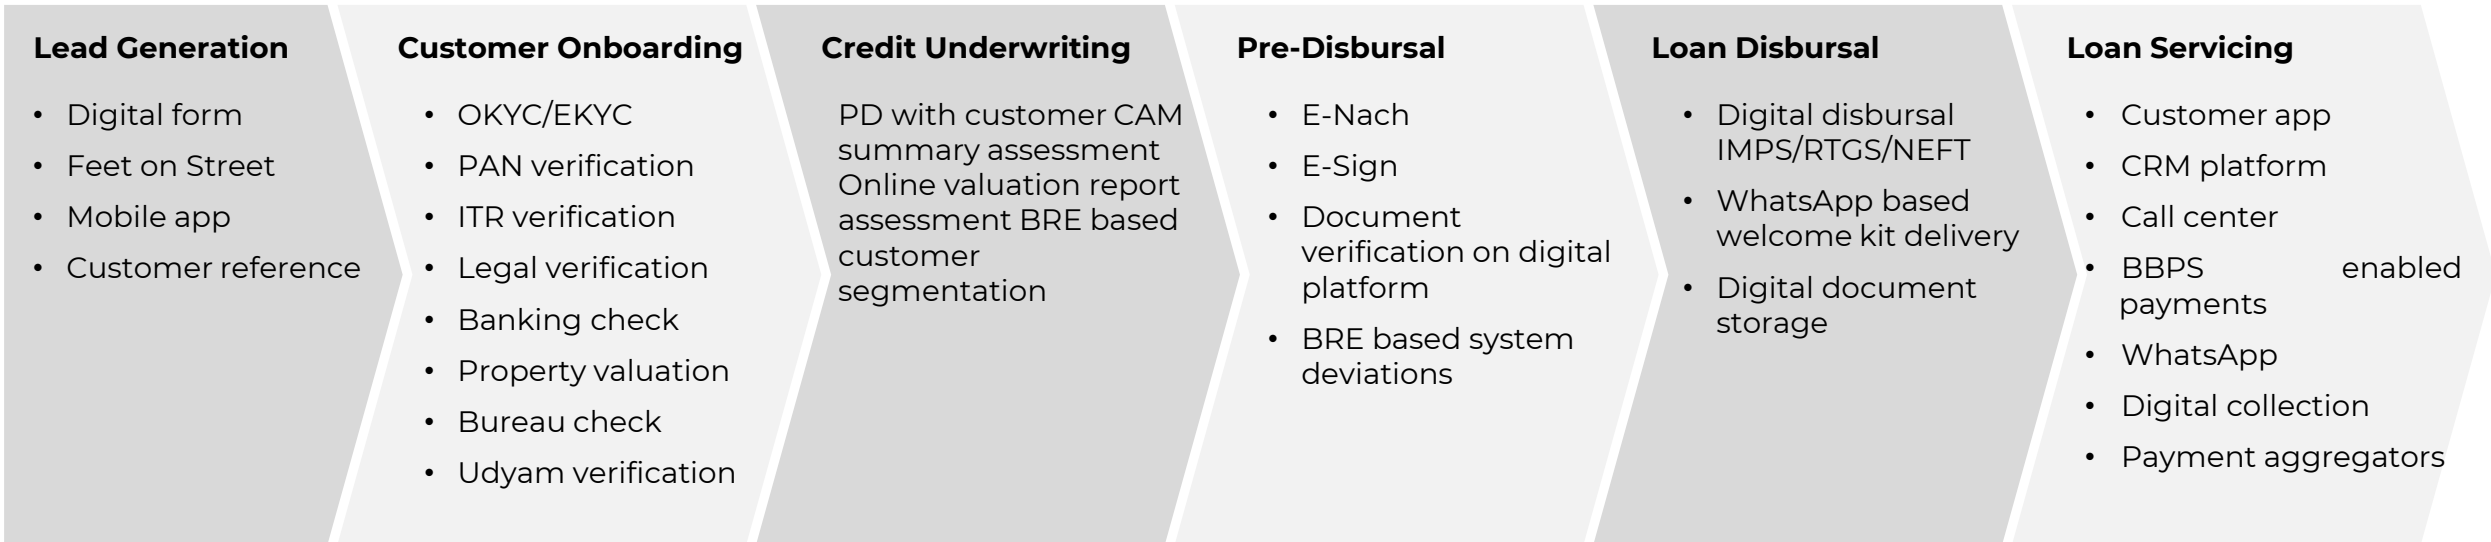 Lead Generation
• Digital form
• Feet on Street
• Mobile app
• Customer reference
Customer Onboarding
• OKYC/EKYC
• PAN verification
• ITR verification
• Legal verification
• Banking check
• Property valuation
• Bureau check
• Udyam verification
Credit Underwriting
PD with customer CAM
summary assessment
Online valuation report
assessment BRE based
customer
segmentation
Pre-Disbursal
• E-Nach
• E-Sign
• Document
verification on digital
platform
• BRE based system
deviations
Loan Disbursal
• Digital disbursal
IMPS/RTGS/NEFT
• WhatsApp based
welcome kit delivery
• Digital document
storage
Loan Servicing
• Customer app
• CRM platform
• Call center
• BBPS enabled
payments
• WhatsApp
• Digital collection
• Payment aggregators